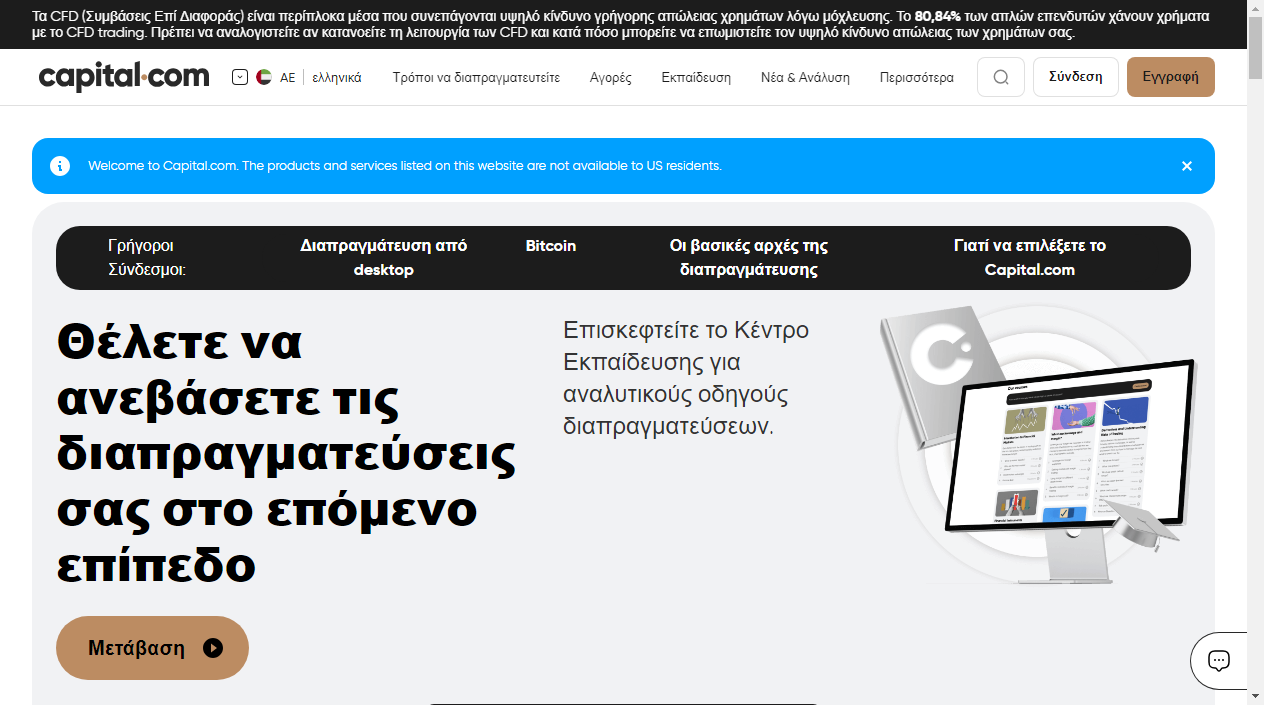 Τα CFD (Συμβάσεις Επί Διαφοράς) είναι περίπλοκα μέσα που συνεπάγονται υψηλό κίνδυνο γρήγορης απώλειας χρημάτων λόγω μόχλευσης. Το 80,84% των απλών επενδυτών χάνουν χρήματα
με το CFD trading. Πρέπει να αναλογιστείτε αν κατανοείτε τη λειτουργία των CFD και κατά πόσο μπορείτε να επωμιστείτε τον υψηλό κίνδυνο απώλειας των χρημάτων σας.
capital.com AE ελληνικά Τρόποι να διαπραγματευτείτε Αγορές Εκπαίδευση Νέα & Ανάλυση Περισσότερα Σύνδεση Εγγραφή
Welcome to Capital.com. The products and services listed on this website are not available to US residents.
Γρήγοροι
Σύνδεσμοι:
Διαπραγμάτευση από
desktop
Bitcoin
Οι βασικές αρχές της
διαπραγμάτευσης
Γιατί να επιλέξετε το
Capital.com
Θέλετε να
ανεβάσετε τις
διαπραγματεύσεις
σας στο επόμενο
επίπεδο
Επισκεφτείτε το Κέντρο
Εκπαίδευσης για
αναλυτικούς οδηγούς
διαπραγματεύσεων.
Μετάβαση